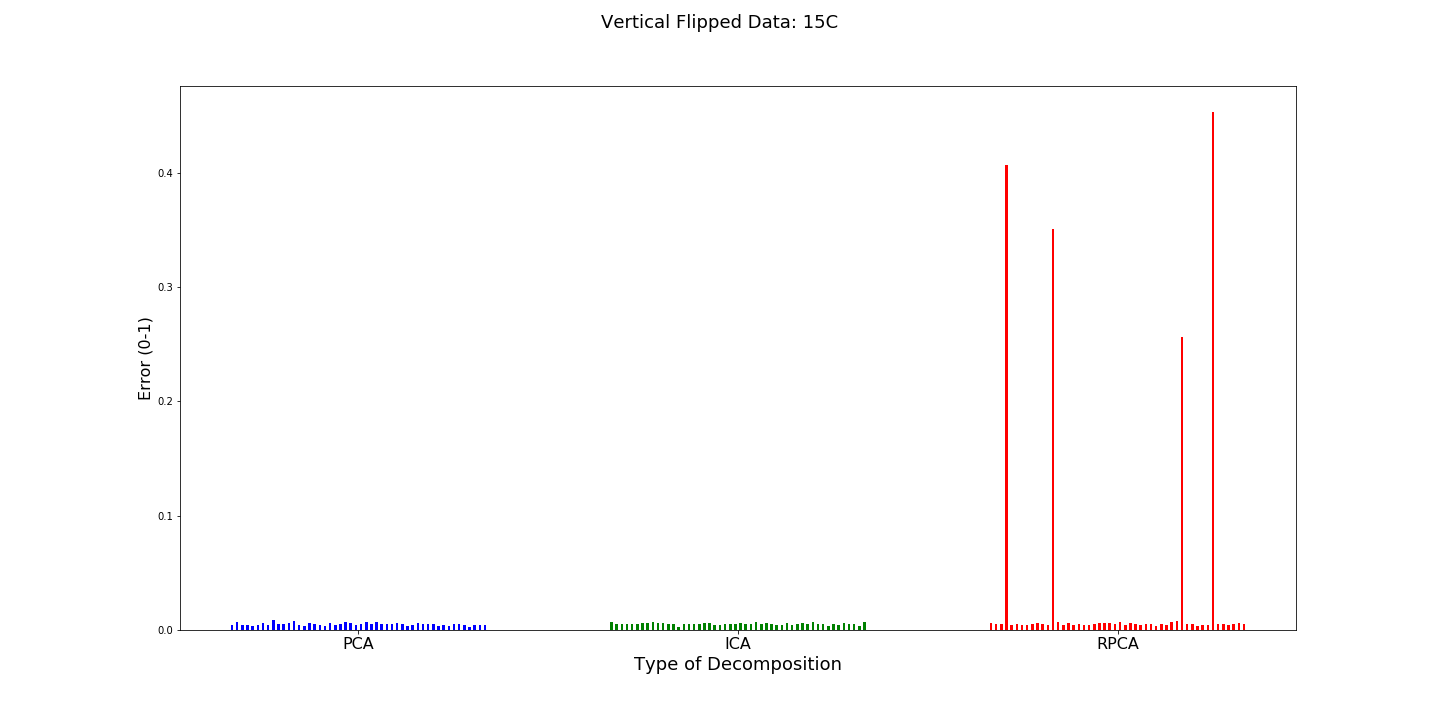 Vertical Flipped Data: 15C
Error (0-1)
0.4
0.3
0.2
0.1
0.0
PCA ICA RPCA
Type of Decomposition